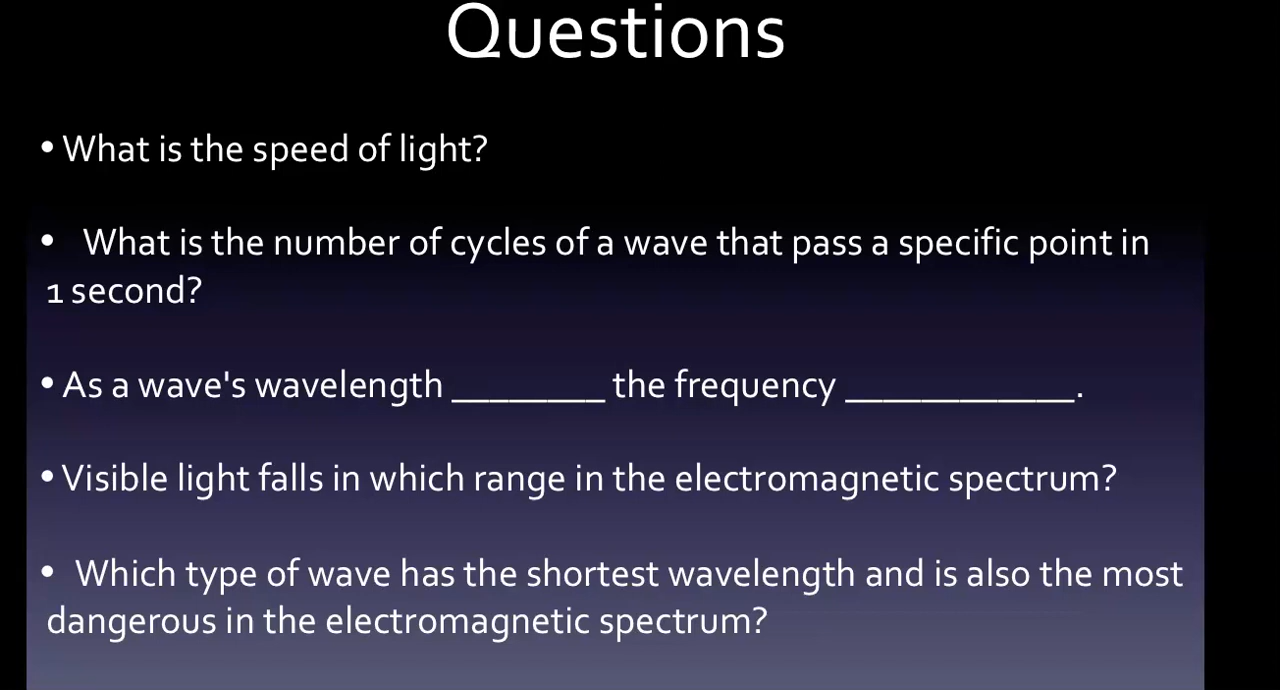 Questions
• What is the speed of light?
• What is the number of cycles of a wave that pass a specific point in
1 second?
• As a wave's wavelength ________ the frequency ____________.
• Visible light falls in which range in the electromagnetic spectrum?
• Which type of wave has the shortest wavelength and is also the most
dangerous in the electromagnetic spectrum?